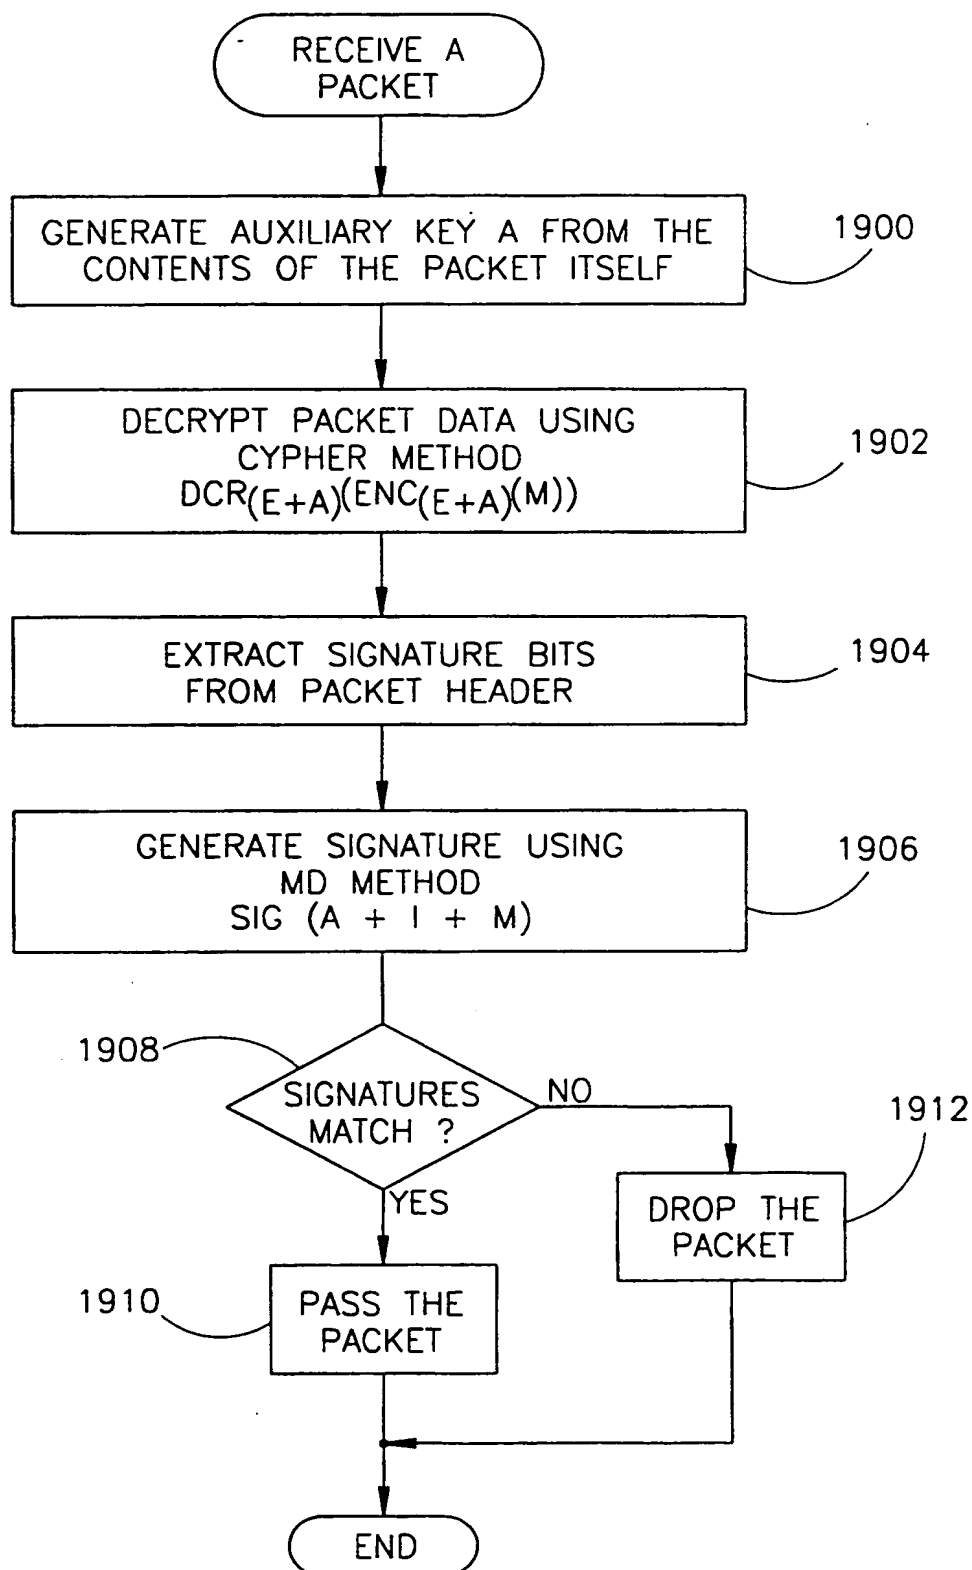 RECEIVE A
PACKET
GENERATE AUXILIARY KEY A FROM THE
CONTENTS OF THE PACKET ITSELF
1900
DECRYPT PACKET DATA USING
CYPHER METHOD
DCR(E+A)(ENC(E+A)(M))
1902
EXTRACT SIGNATURE BITS
FROM PACKET HEADER
1904
GENERATE SIGNATURE USING
MD METHOD
SIG (A + I + M)
1906
1908
SIGNATURES
MATCH ?
NO
YES
1912
DROP THE
PACKET
1910
PASS THE
PACKET
END